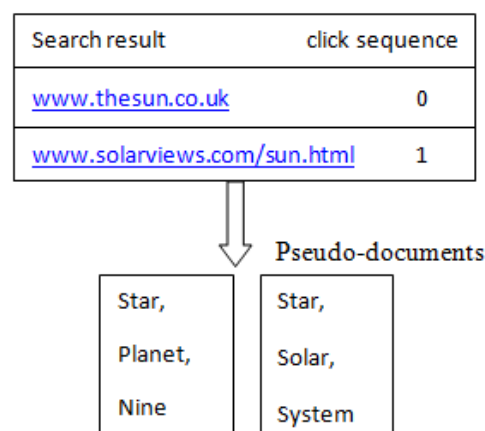 Search result click sequence
www.thesun.co.uk 0
www.solarviews.com/sun.html 1
Pseudo-documents
Star,
Planet,
Nine
Star,
Solar,
System